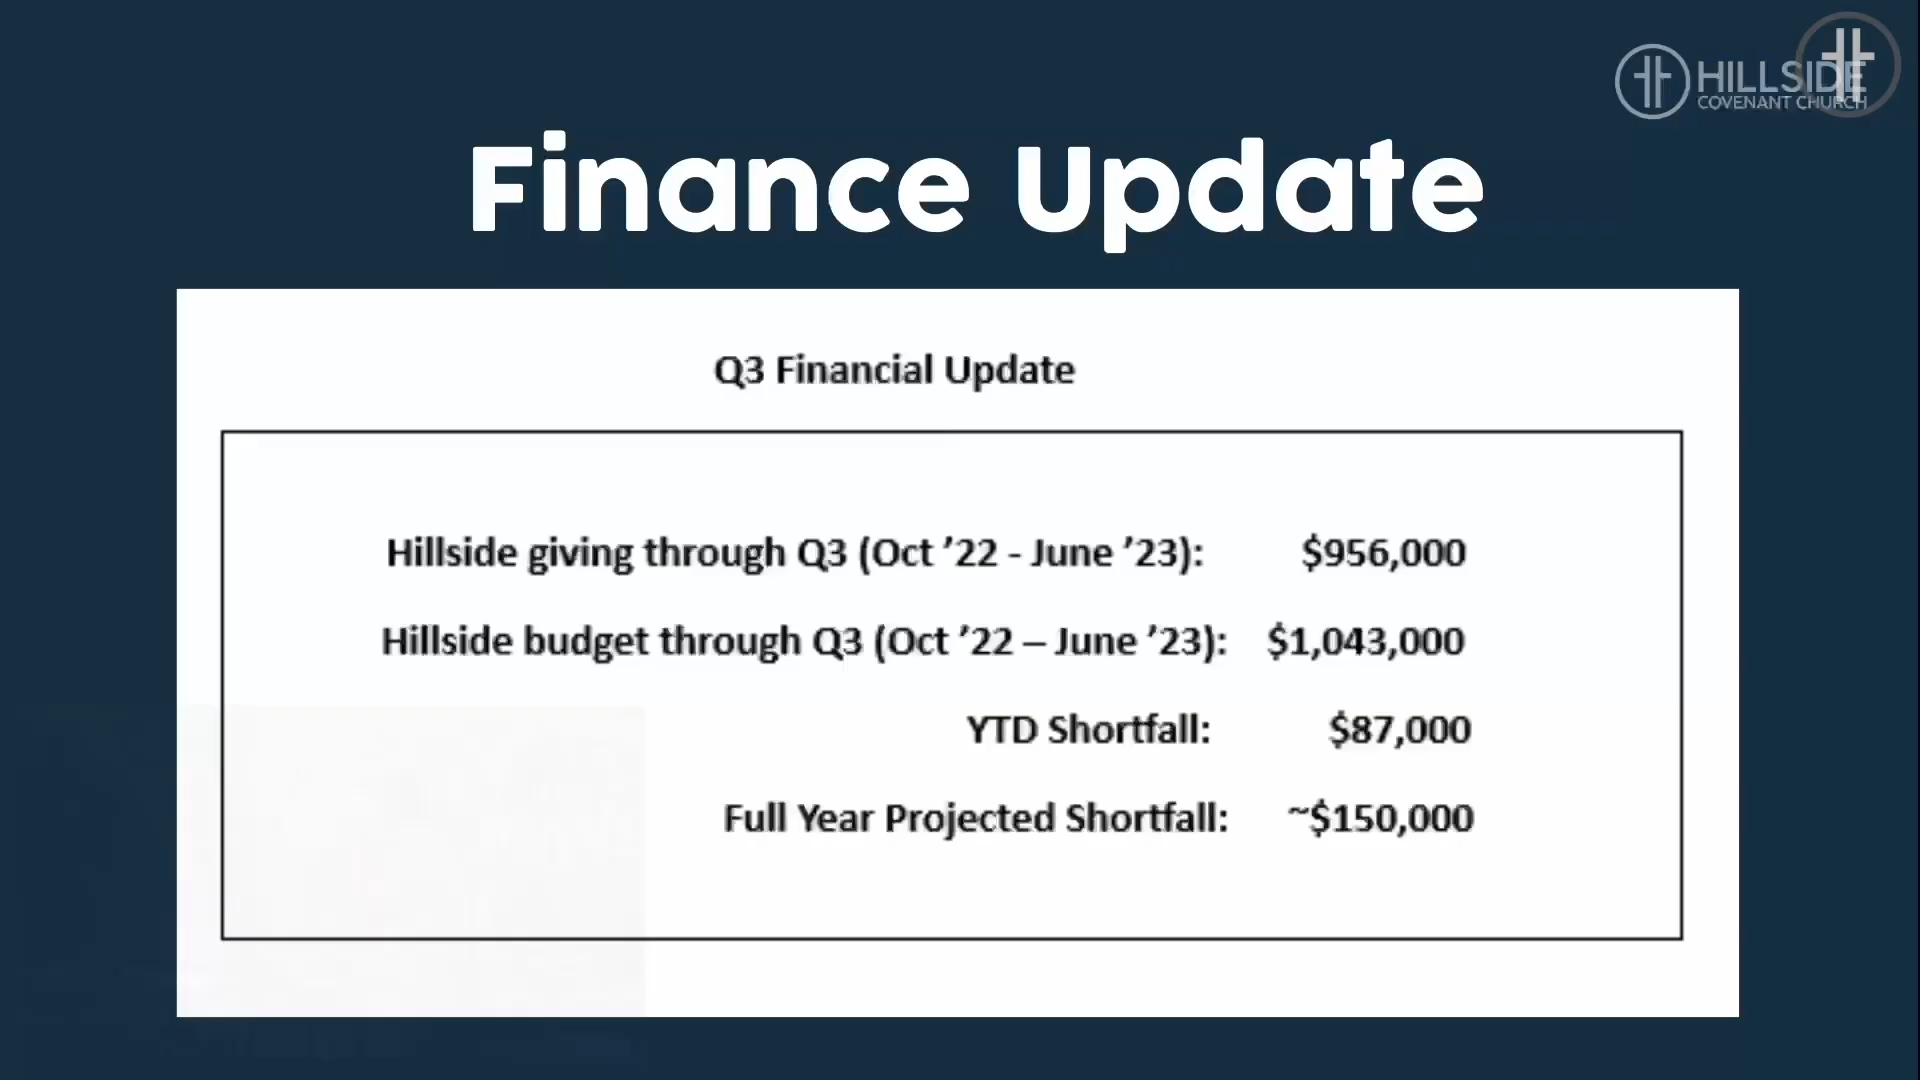 HILLSIDE
COVENANT CHURCH
Finance Update
Q3 Financial Update
Hillside giving through Q3 (Oct ’22 - June ’23): $956,000
Hillside budget through Q3 (Oct ’22 – June ’23): $1,043,000
YTD Shortfall: $87,000
Full Year Projected Shortfall: ~$150,000